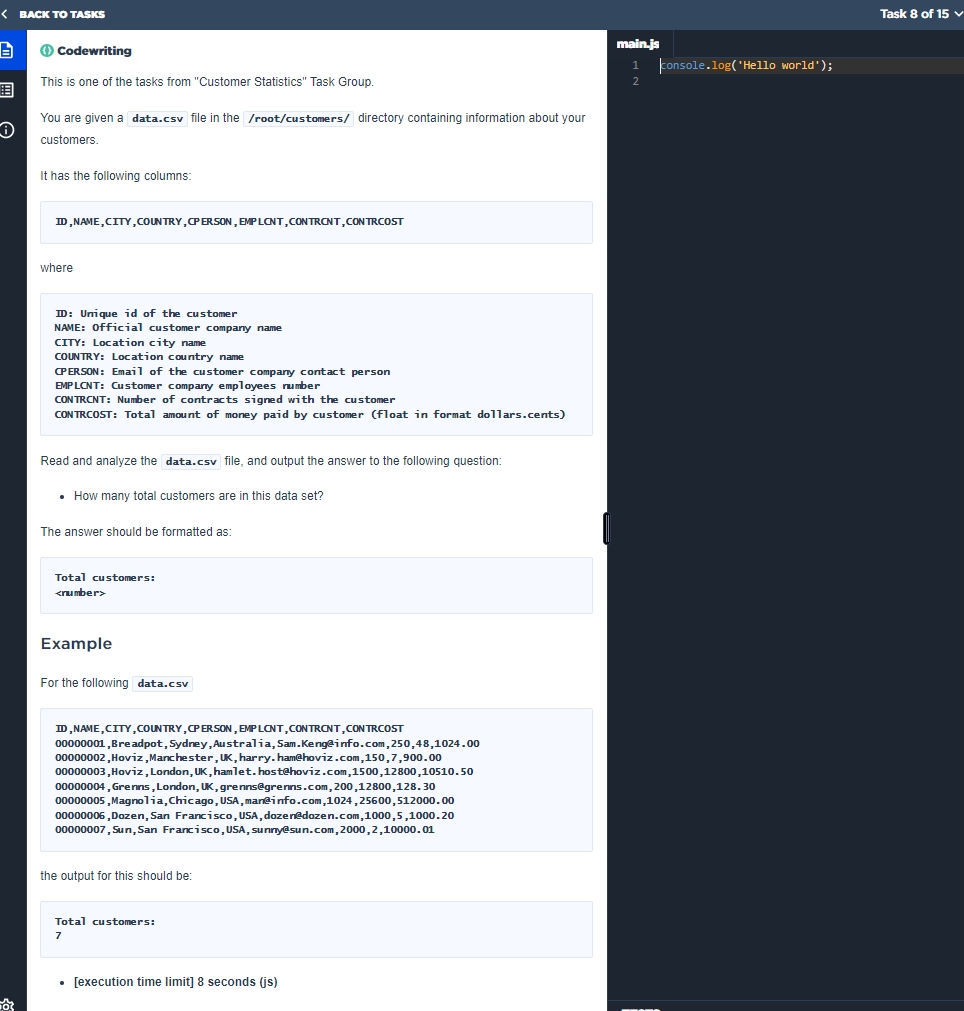 BACK TO TASKS
Task 8 of 15
Codewriting
This is one of the tasks from "Customer Statistics" Task Group.
You are given a data.csv file in the /root/customers/ directory containing information about your
customers.
It has the following columns:
ID,NAME,CITY,COUNTRY,CPERSON,EMPLCNT,CONTRCNT,CONTRCOST
where
ID: Unique id of the customer
NAME: Official customer company name
CITY: Location city name
COUNTRY: Location country name
CPERSON: Email of the customer company contact person
EMPLCNT: Customer company employees number
CONTRCNT: Number of contracts signed with the customer
CONTRCOST: Total amount of money paid by customer (float in format dollars.cents)
Read and analyze the data.csv file, and output the answer to the following question:
• How many total customers are in this data set?
The answer should be formatted as:
Total customers:
<number>
Example
For the following data.csv
ID,NAME,CITY,COUNTRY,CPERSON,EMPLCNT,CONTRCNT,CONTRCOST
00000001,Breadpot,Sydney,Australia,Sam.Keng@info.com,250,48,1024.00
00000002,Hoviz,Manchester,UK,harry.ham@hoviz.com,150,7,900.00
00000003,Hoviz,London,UK,hamlet.host@hoviz.com,1500,12800,10510.50
00000004,Grenns,London,UK,grenns@grenns.com,200,12800,128.30
00000005,Magnolia,Chicago,USA,man@info.com,1024,25600,512000.00
00000006,Dozen,San Francisco,USA,dozen@dozen.com,1000,5,1000.20
00000007,Sun,San Francisco,USA,sunny@sun.com,2000,2,10000.01
the output for this should be:
Total customers:
7
• [execution time limit] 8 seconds (js)
main.js
1 console.log('Hello world');
2